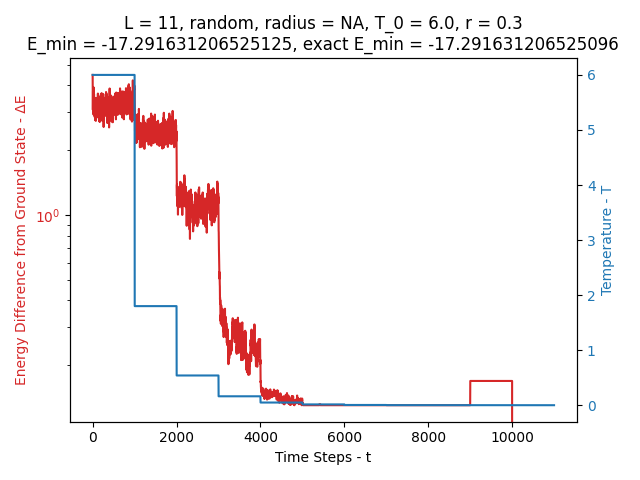 L = 11, random, radius = NA, T_0 = 6.0, r = 0.3
E_min = -17.291631206525125, exact E_min = -17.291631206525096
Energy Difference from Ground State - ΔE
10⁰
6
5
4
3
2
1
0
Temperature - T
0
2000
4000
6000
8000
10000
Time Steps - t